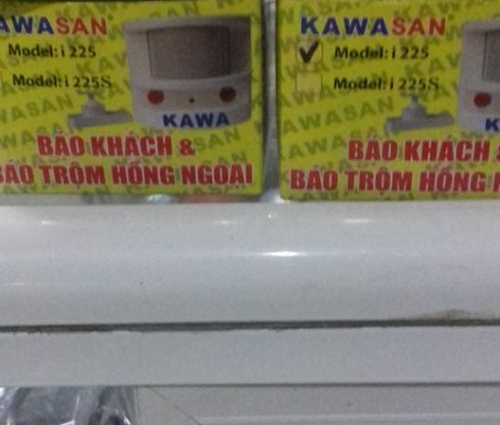 AWASAN
Model: i 225
Model: i 225S
KAWA
BÁO KHÁCH &
BÁO TRỘM HỒNG NGOẠI
KAWASAN
Model: i 225
Model: i 225S
BÁO KHÁCH
BÁO TRỘM HỒNG